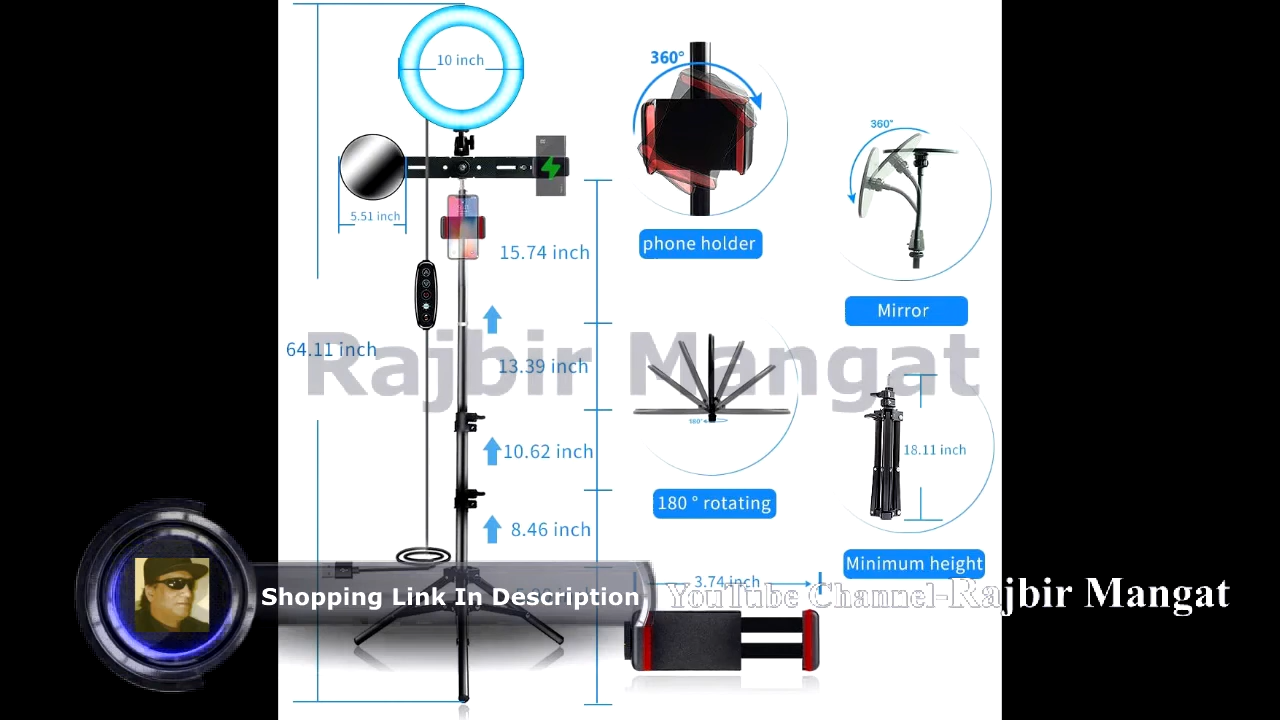 10 inch
360°
360°
5.51 inch
phone holder
15.74 inch
Mirror
64.11 inch
Rajbir Mangat
13.39 inch
180°
18.11 inch
10.62 inch
180 ° rotating
8.46 inch
Minimum height
3.74 inch
Shopping Link In Description, YouTube Channel-Rajbir Mangat